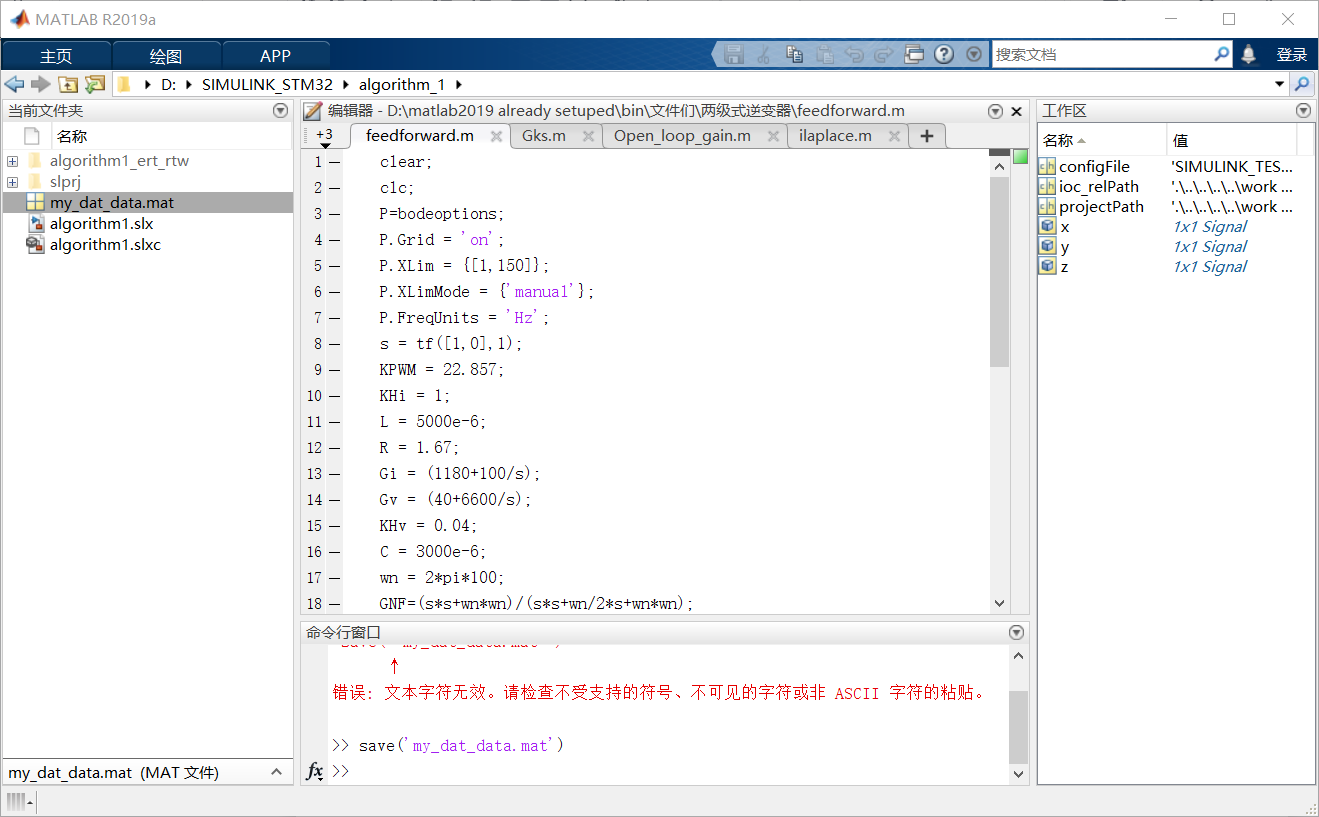 MATLAB R2019a
主页 绘图 APP 搜索文档 登录
D: SIMULINK_STM32 algorithm_1
当前文件夹
名称
algorithm1_ert_rtw
slprj
my_dat_data.mat
algorithm1.slx
algorithm1.slxc
my_dat_data.mat (MAT 文件)
编辑器 - D:\matlab2019 already setuped\bin\文件们\两级式逆变器\feedforward.m
+3 feedforward.m Gks.m Open_loop_gain.m ilaplace.m
1 clear;
2 clc;
3 P=bodeoptions;
4 P.Grid = 'on';
5 P.XLim = {[1,150]};
6 P.XLimMode = {'manual'};
7 P.FreqUnits = 'Hz';
8 s = tf([1,0],1);
9 KPWM = 22.857;
10 KHi = 1;
11 L = 5000e-6;
12 R = 1.67;
13 Gi = (1180+100/s);
14 Gv = (40+6600/s);
15 KHv = 0.04;
16 C = 3000e-6;
17 wn = 2*pi*100;
18 GNF=(s*s+wn*wn)/(s*s+wn/2*s+wn*wn);
命令行窗口
错误: 文本字符无效。请检查不受支持的符号、不可见的字符或非 ASCII 字符的粘贴。
>> save('my_dat_data.mat')
fx >>
工作区
名称 值
configFile 'SIMULINK_TES...
ioc_relPath '.\..\..\..\..\work ...
projectPath '.\..\..\..\..\work ...
x 1x1 Signal
y 1x1 Signal
z 1x1 Signal